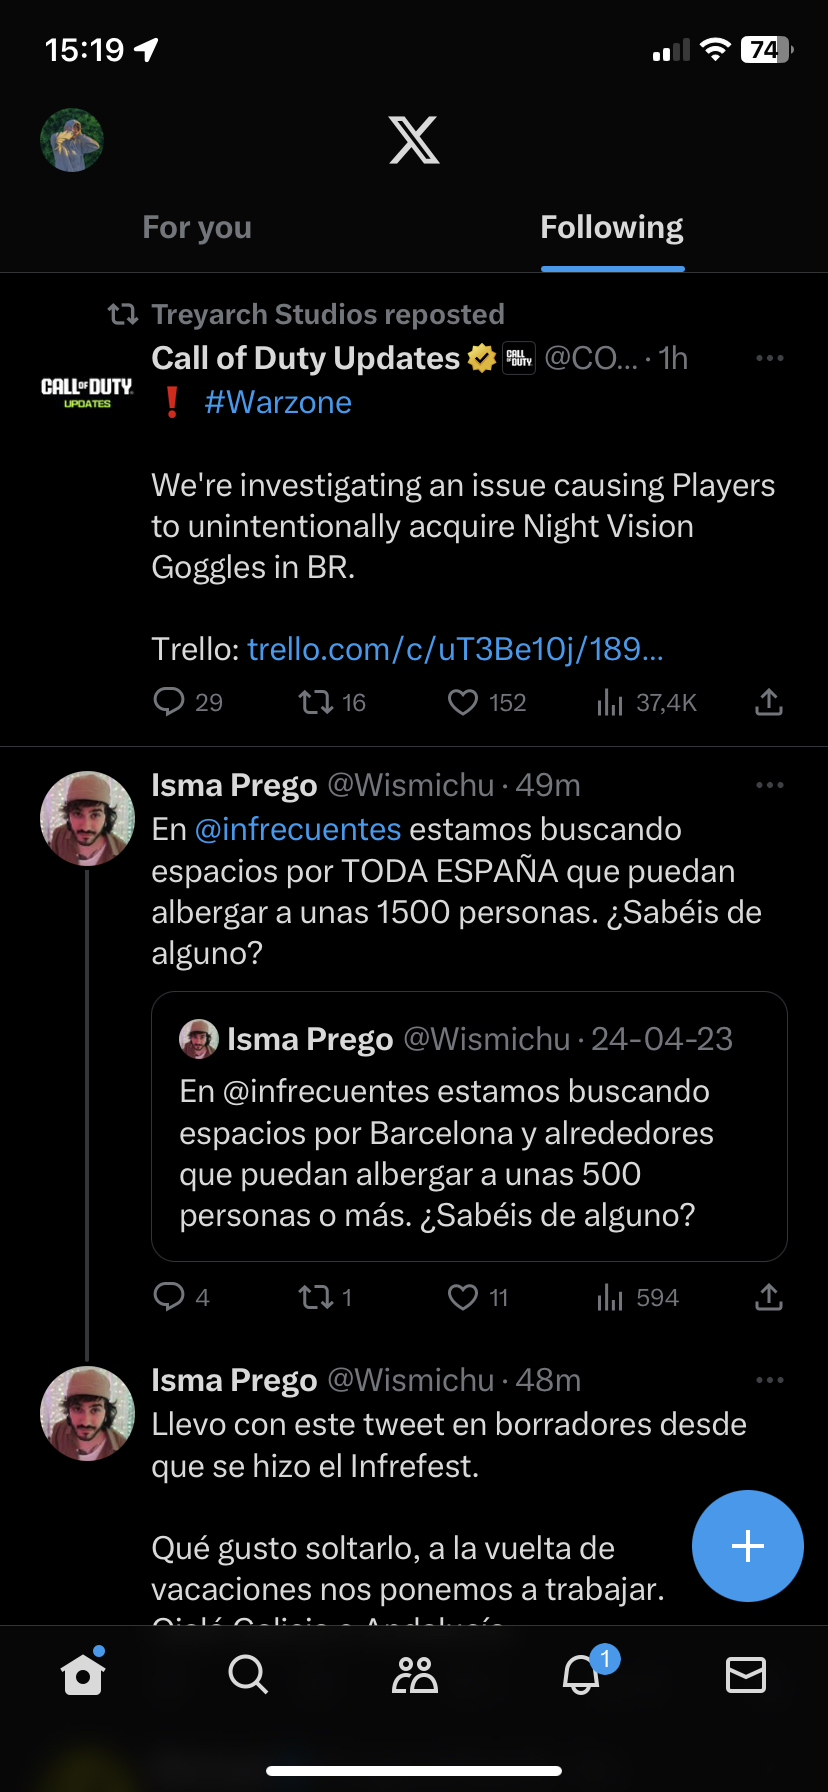 15:19
74
For you
Following
Treyarch Studios reposted
Call of Duty Updates @CO... · 1h
CALL OF DUTY
UPDATES
CALL OF DUTY
❗ #Warzone
We're investigating an issue causing Players
to unintentionally acquire Night Vision
Goggles in BR.
Trello: trello.com/c/uT3Be10j/189...
29 16 152 37,4K
Isma Prego @Wismichu · 49m
En @infrecuentes estamos buscando
espacios por TODA ESPAÑA que puedan
albergar a unas 1500 personas. ¿Sabéis de
alguno?
Isma Prego @Wismichu · 24-04-23
En @infrecuentes estamos buscando
espacios por Barcelona y alrededores
que puedan albergar a unas 500
personas o más. ¿Sabéis de alguno?
4 1 11 594
Isma Prego @Wismichu · 48m
Llevo con este tweet en borradores desde
que se hizo el Infrefest.
Qué gusto soltarlo, a la vuelta de
vacaciones nos ponemos a trabajar.
1